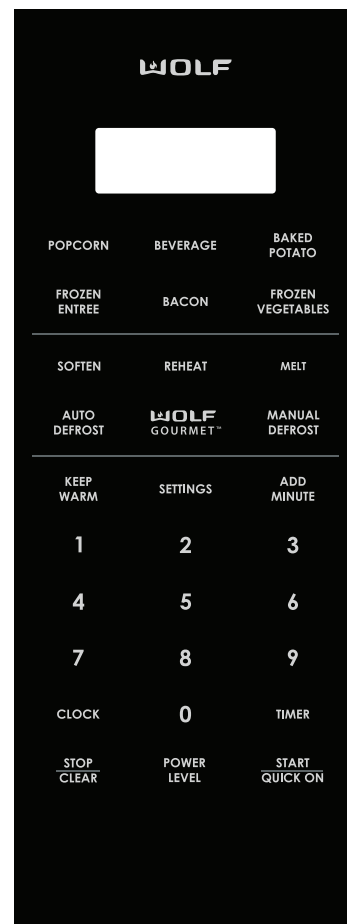 WOLF
POPCORN BEVERAGE BAKED POTATO
FROZEN ENTREE BACON FROZEN VEGETABLES
SOFTEN REHEAT MELT
AUTO DEFROST WOLF GOURMET™ MANUAL DEFROST
KEEP WARM SETTINGS ADD MINUTE
1 2 3
4 5 6
7 8 9
CLOCK 0 TIMER
STOP CLEAR POWER LEVEL START QUICK ON